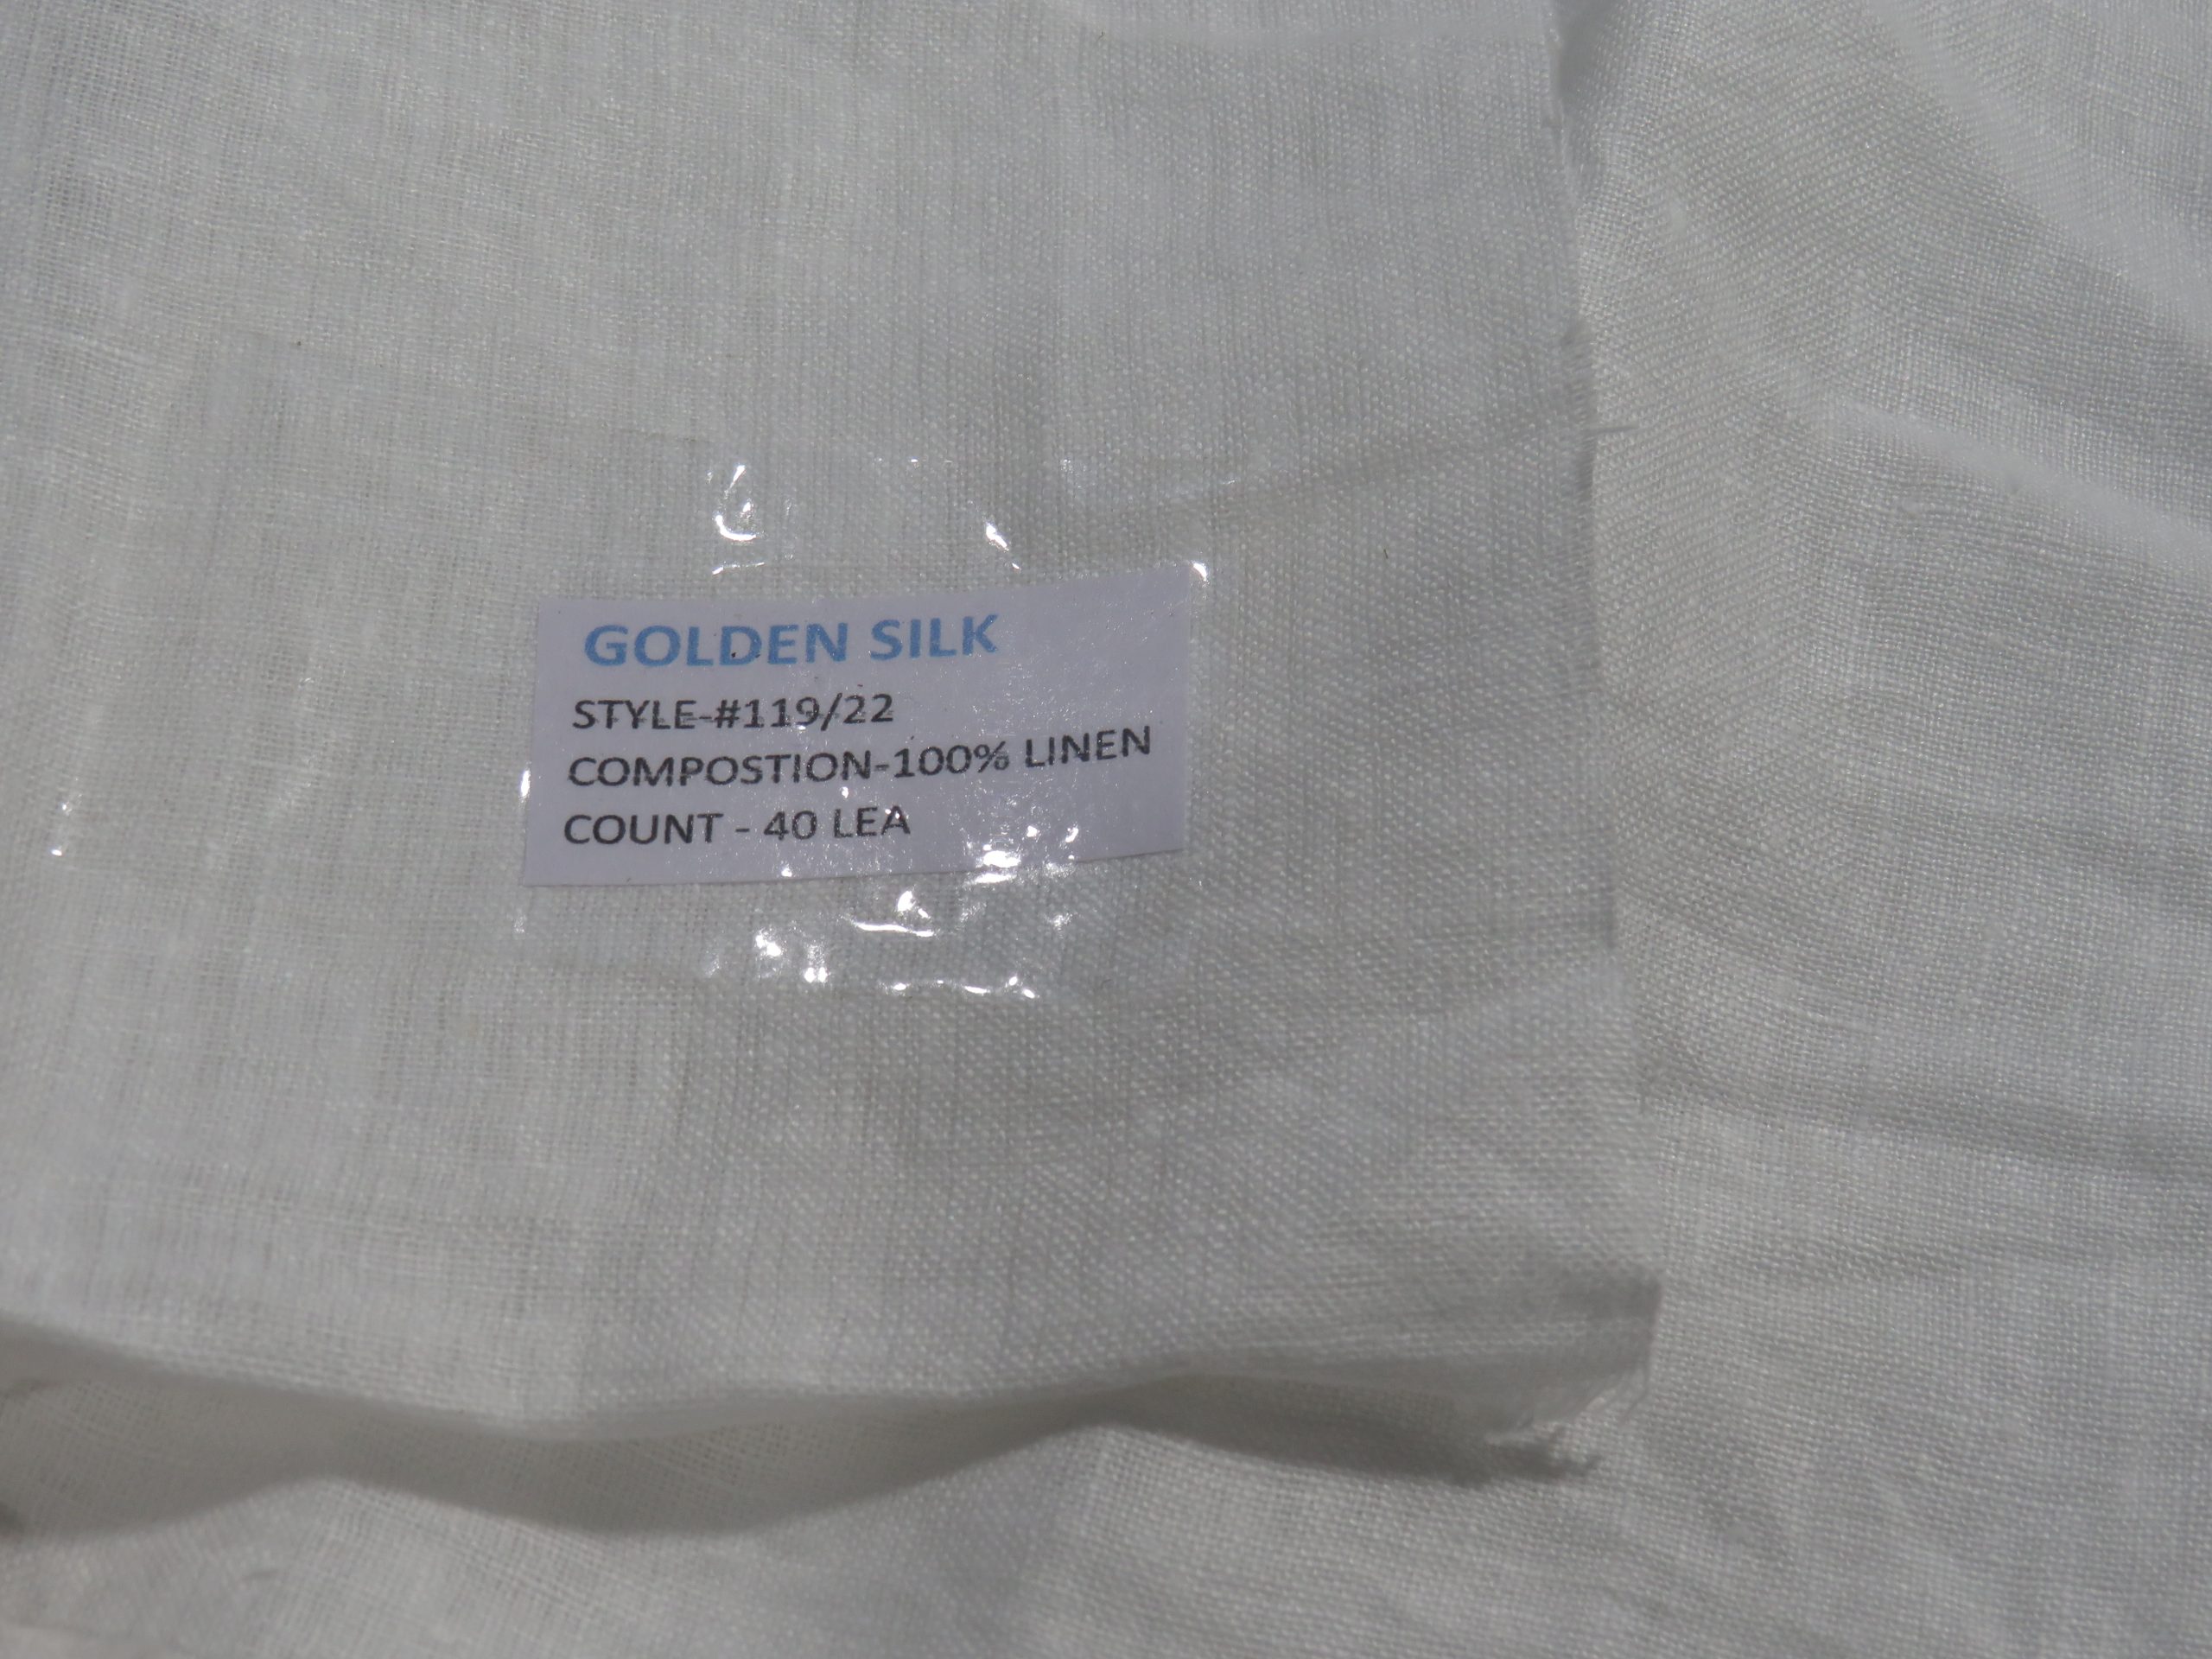 GOLDEN SILK
STYLE-#119/22
COMPOSTION-100% LINEN
COUNT - 40 LEA